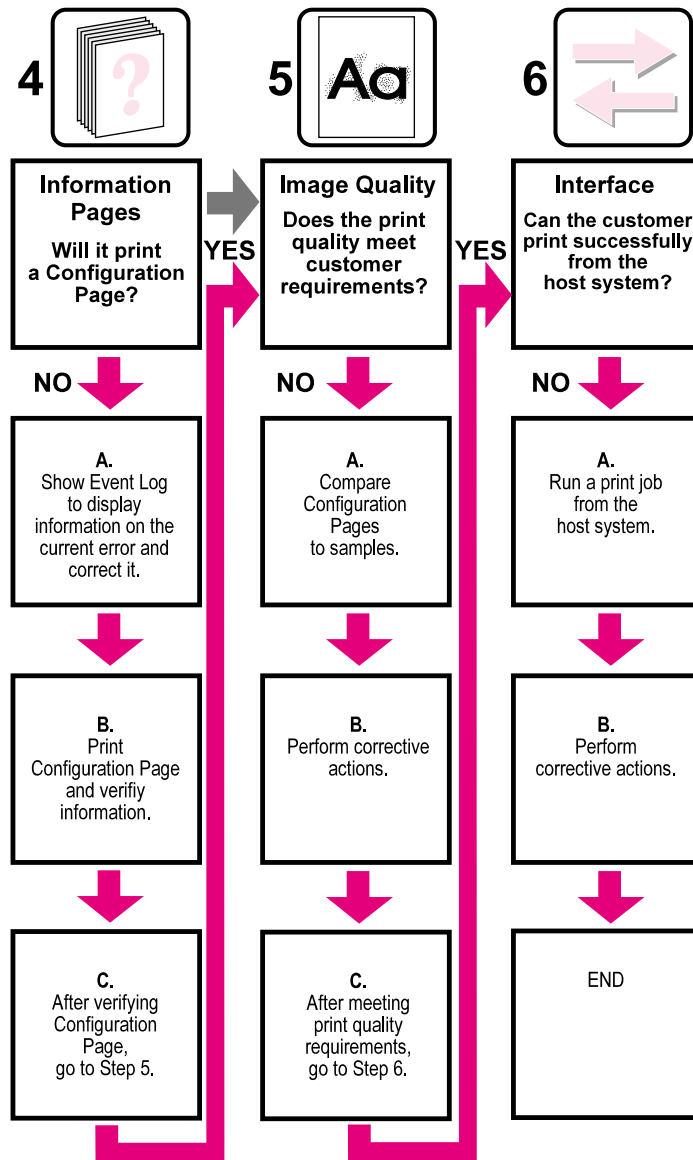 4
Information
Pages
Will it print
a Configuration
Page?
YES
NO
A.
Show Event Log
to display
information on the
current error and
correct it.
B.
Print
Configuration Page
and verifiy
information.
C.
After verifying
Configuration
Page,
go to Step 5.
5
Aa
Image Quality
Does the print
quality meet
customer
requirements?
YES
NO
A.
Compare
Configuration
Pages
to samples.
B.
Perform corrective
actions.
C.
After meeting
print quality
requirements,
go to Step 6.
6
Interface
Can the customer
print successfully
from the
host system?
NO
A.
Run a print job
from the
host system.
B.
Perform
corrective actions.
END
?